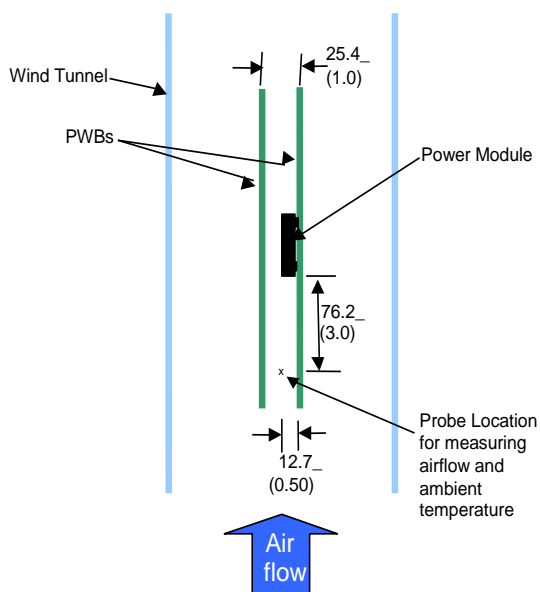 25.4_
(1.0)
Wind Tunnel
PWBs
Power Module
76.2_
(3.0)
x
Probe Location
for measuring
airflow and
ambient
temperature
12.7_
(0.50)
Air
flow